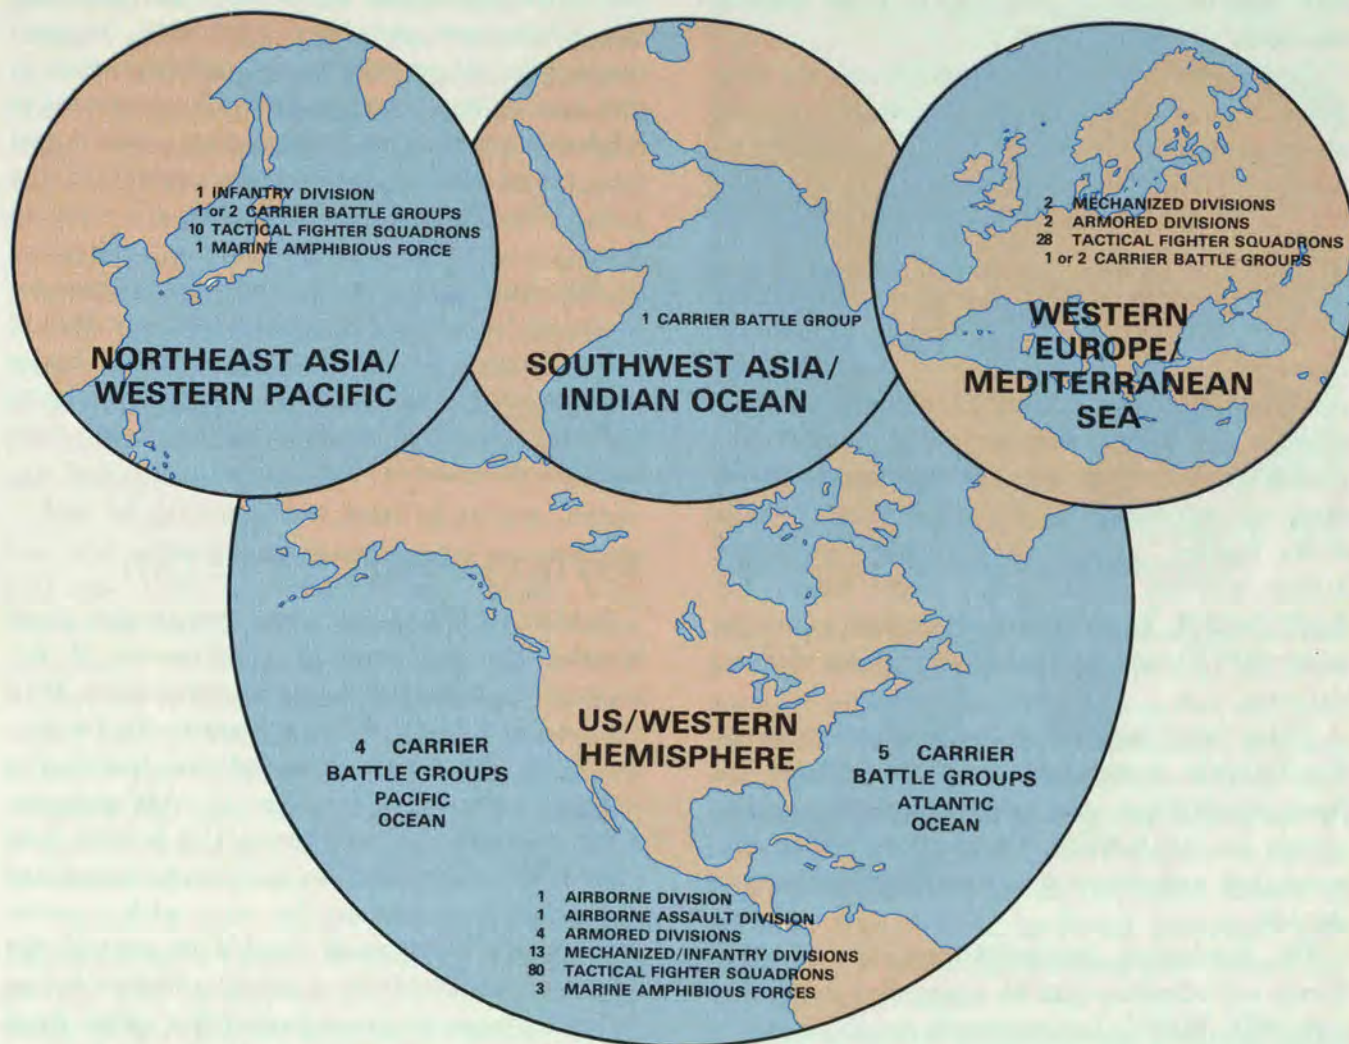 1 INFANTRY DIVISION
1 or 2 CARRIER BATTLE GROUPS
10 TACTICAL FIGHTER SQUADRONS
1 MARINE AMPHIBIOUS FORCE
NORTHEAST ASIA/
WESTERN PACIFIC
1 CARRIER BATTLE GROUP
SOUTHWEST ASIA/
INDIAN OCEAN
2 MECHANIZED DIVISIONS
2 ARMORED DIVISIONS
28 TACTICAL FIGHTER SQUADRONS
1 or 2 CARRIER BATTLE GROUPS
WESTERN
EUROPE/
MEDITERRANEAN
SEA
US/WESTERN
HEMISPHERE
4 CARRIER
BATTLE GROUPS
PACIFIC
OCEAN
5 CARRIER
BATTLE GROUPS
ATLANTIC
OCEAN
1 AIRBORNE DIVISION
1 AIRBORNE ASSAULT DIVISION
4 ARMORED DIVISIONS
13 MECHANIZED/INFANTRY DIVISIONS
80 TACTICAL FIGHTER SQUADRONS
3 MARINE AMPHIBIOUS FORCES